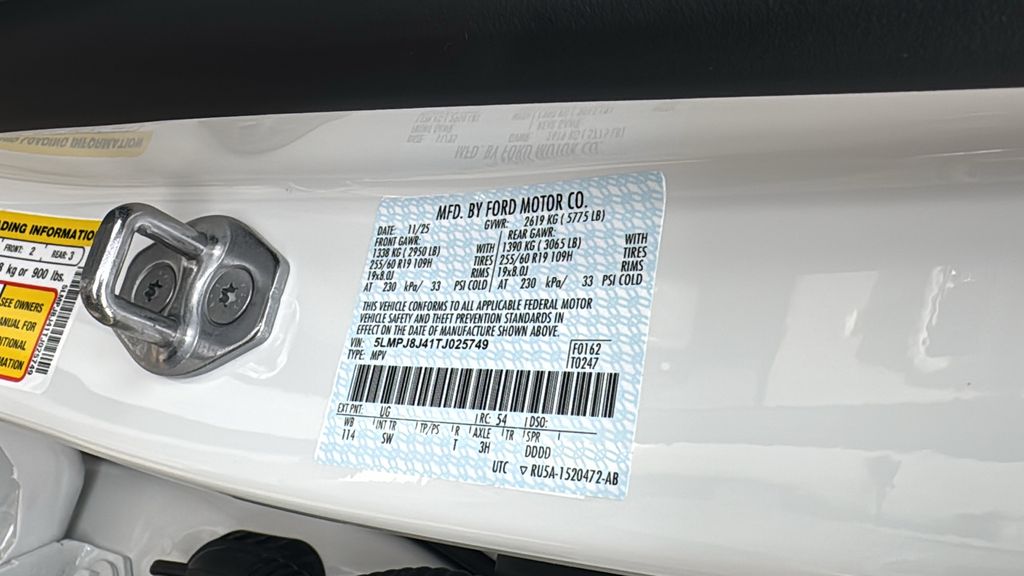 ADING INFORMATION
FRONT: 2 REAR: 3
8 kg or 900 lbs.
SEE OWNERS
ANUAL FOR
DITIONAL
RMATION
MFD. BY FORD MOTOR CO.
DATE: 11/25 GVWR: 2619 KG ( 5775 LB)
FRONT GAWR: REAR GAWR:
1338 KG ( 2950 LB) WITH 1390 KG ( 3065 LB) WITH
255/60 R19 109H TIRES 255/60 R19 109H TIRES
19x8.0J RIMS 19x8.0J RIMS
AT 230 kPa/ 33 PSI COLD AT 230 kPa/ 33 PSI COLD
THIS VEHICLE CONFORMS TO ALL APPLICABLE FEDERAL MOTOR
VEHICLE SAFETY AND THEFT PREVENTION STANDARDS IN
EFFECT ON THE DATE OF MANUFACTURE SHOWN ABOVE.
VIN: 5LMPJ8J41TJ025749 F0162
TYPE: MPV T0247
EXT PNT: UG RC: 54 DSO:
WB INT TR TP/PS R AXLE TR SPR
114 SW T 3H DDDD
UTC ▽ RU5A-1520472-AB